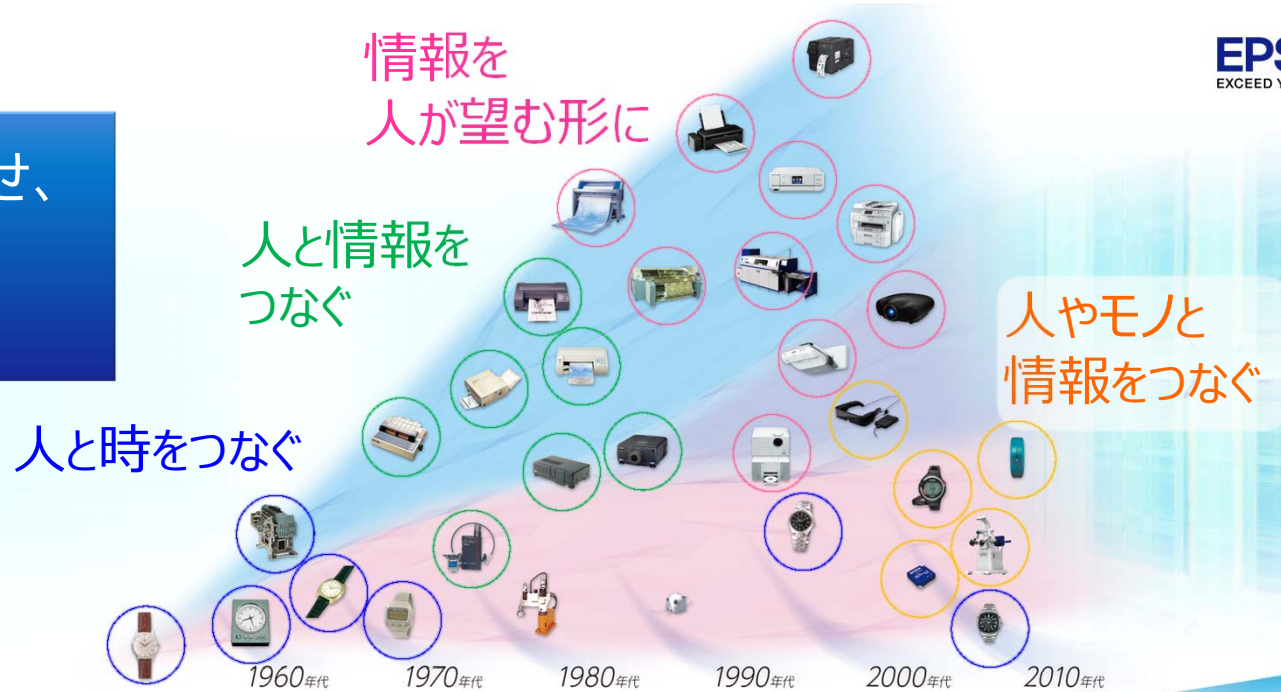 情報を
人が望む形に
EPS
EXCEED Y
せ、
人と情報を
つなぐ
人やモノと
情報をつなぐ
人と時をつなぐ
1960年代
1970年代
1980年代
1990年代
2000年代
2010年代